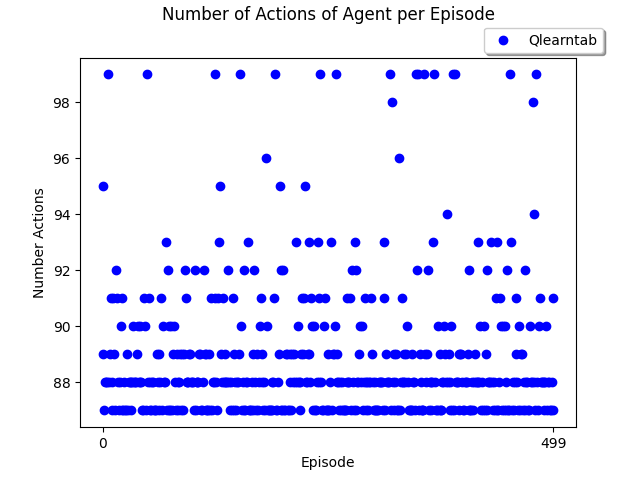 Number of Actions of Agent per Episode
Qlearntab
98
96
94
92
90
88
Number Actions
0
499
Episode